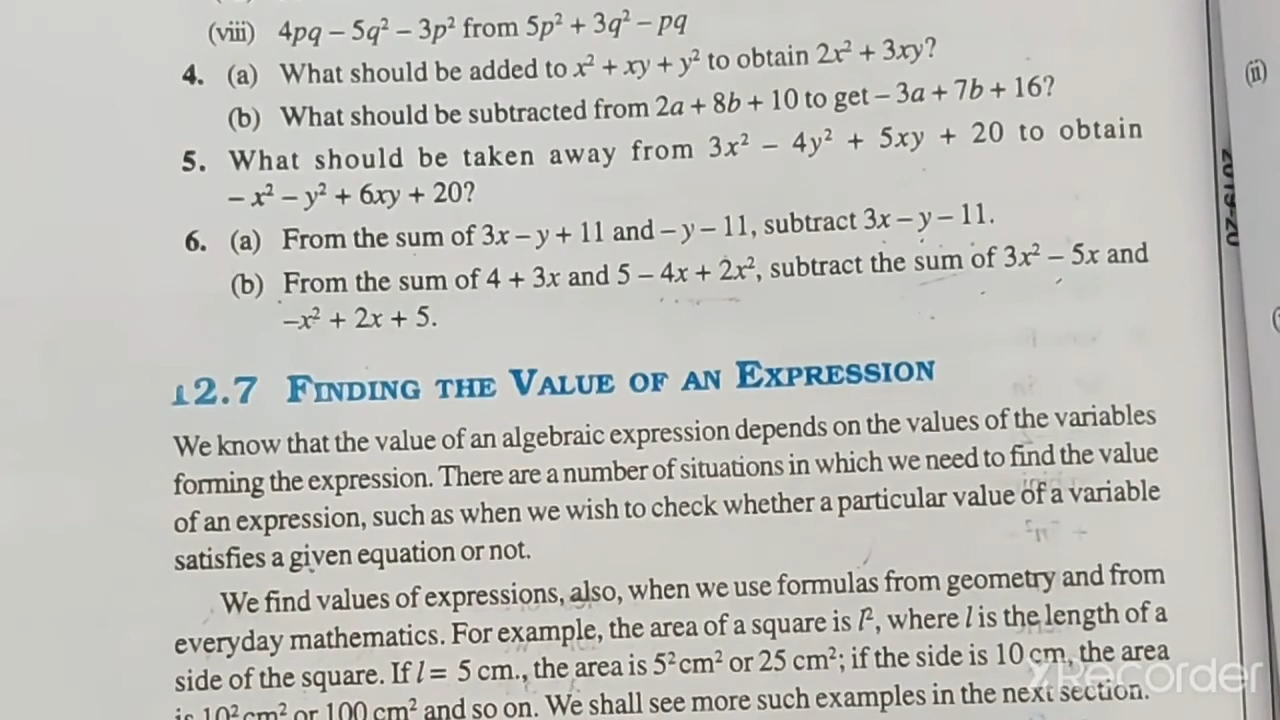 (viii) 4pq – 5q² – 3p² from 5p² + 3q² – pq
4. (a) What should be added to x² + xy + y² to obtain 2x² + 3xy?
(b) What should be subtracted from 2a + 8b + 10 to get – 3a + 7b + 16?
5. What should be taken away from 3x² – 4y² + 5xy + 20 to obtain
– x² – y² + 6xy + 20?
6. (a) From the sum of 3x – y + 11 and – y – 11, subtract 3x – y – 11.
(b) From the sum of 4 + 3x and 5 – 4x + 2x², subtract the sum of 3x² – 5x and
–x² + 2x + 5.
12.7 FINDING THE VALUE OF AN EXPRESSION
We know that the value of an algebraic expression depends on the values of the variables
forming the expression. There are a number of situations in which we need to find the value
of an expression, such as when we wish to check whether a particular value of a variable
satisfies a given equation or not.
We find values of expressions, also, when we use formulas from geometry and from
everyday mathematics. For example, the area of a square is l², where l is the length of a
side of the square. If l = 5 cm., the area is 5² cm² or 25 cm²; if the side is 10 cm, the area
is 10² cm² or 100 cm² and so on. We shall see more such examples in the next section.
(ii)
2019-20
XRecorder